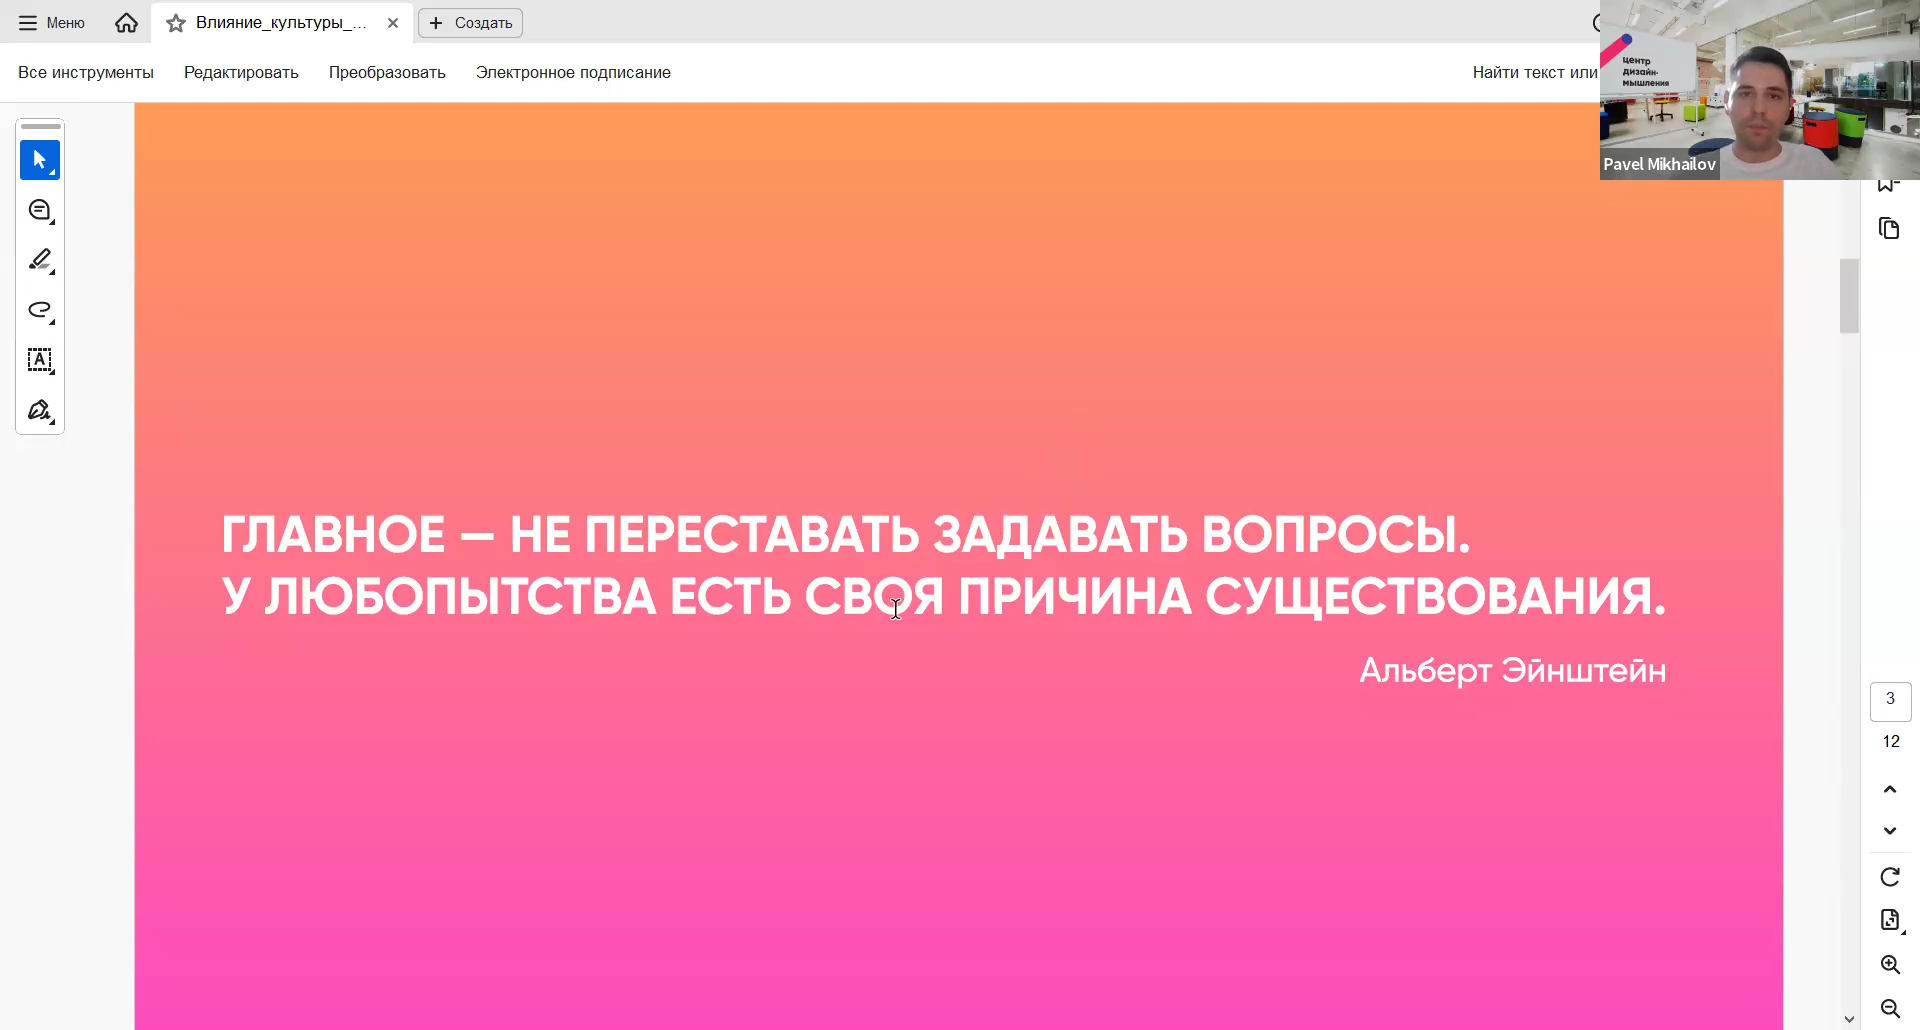 Меню
Влияние_культуры_...
Создать
Все инструменты
Редактировать
Преобразовать
Электронное подписание
Найти текст или
центр
дизайн-
мышления
Pavel Mikhailov
ГЛАВНОЕ — НЕ ПЕРЕСТАВАТЬ ЗАДАВАТЬ ВОПРОСЫ.
У ЛЮБОПЫТСТВА ЕСТЬ СВОЯ ПРИЧИНА СУЩЕСТВОВАНИЯ.
Альберт Эйнштейн
3
12